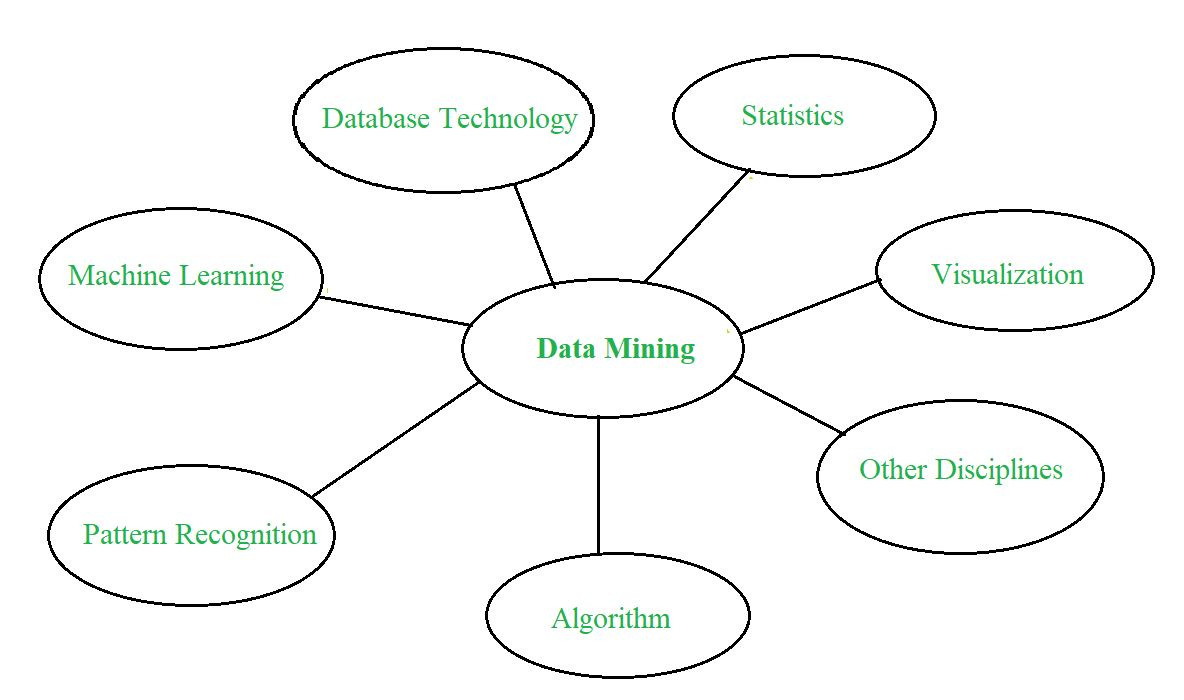 Database Technology
Statistics
Machine Learning
Visualization
Data Mining
Other Disciplines
Pattern Recognition
Algorithm